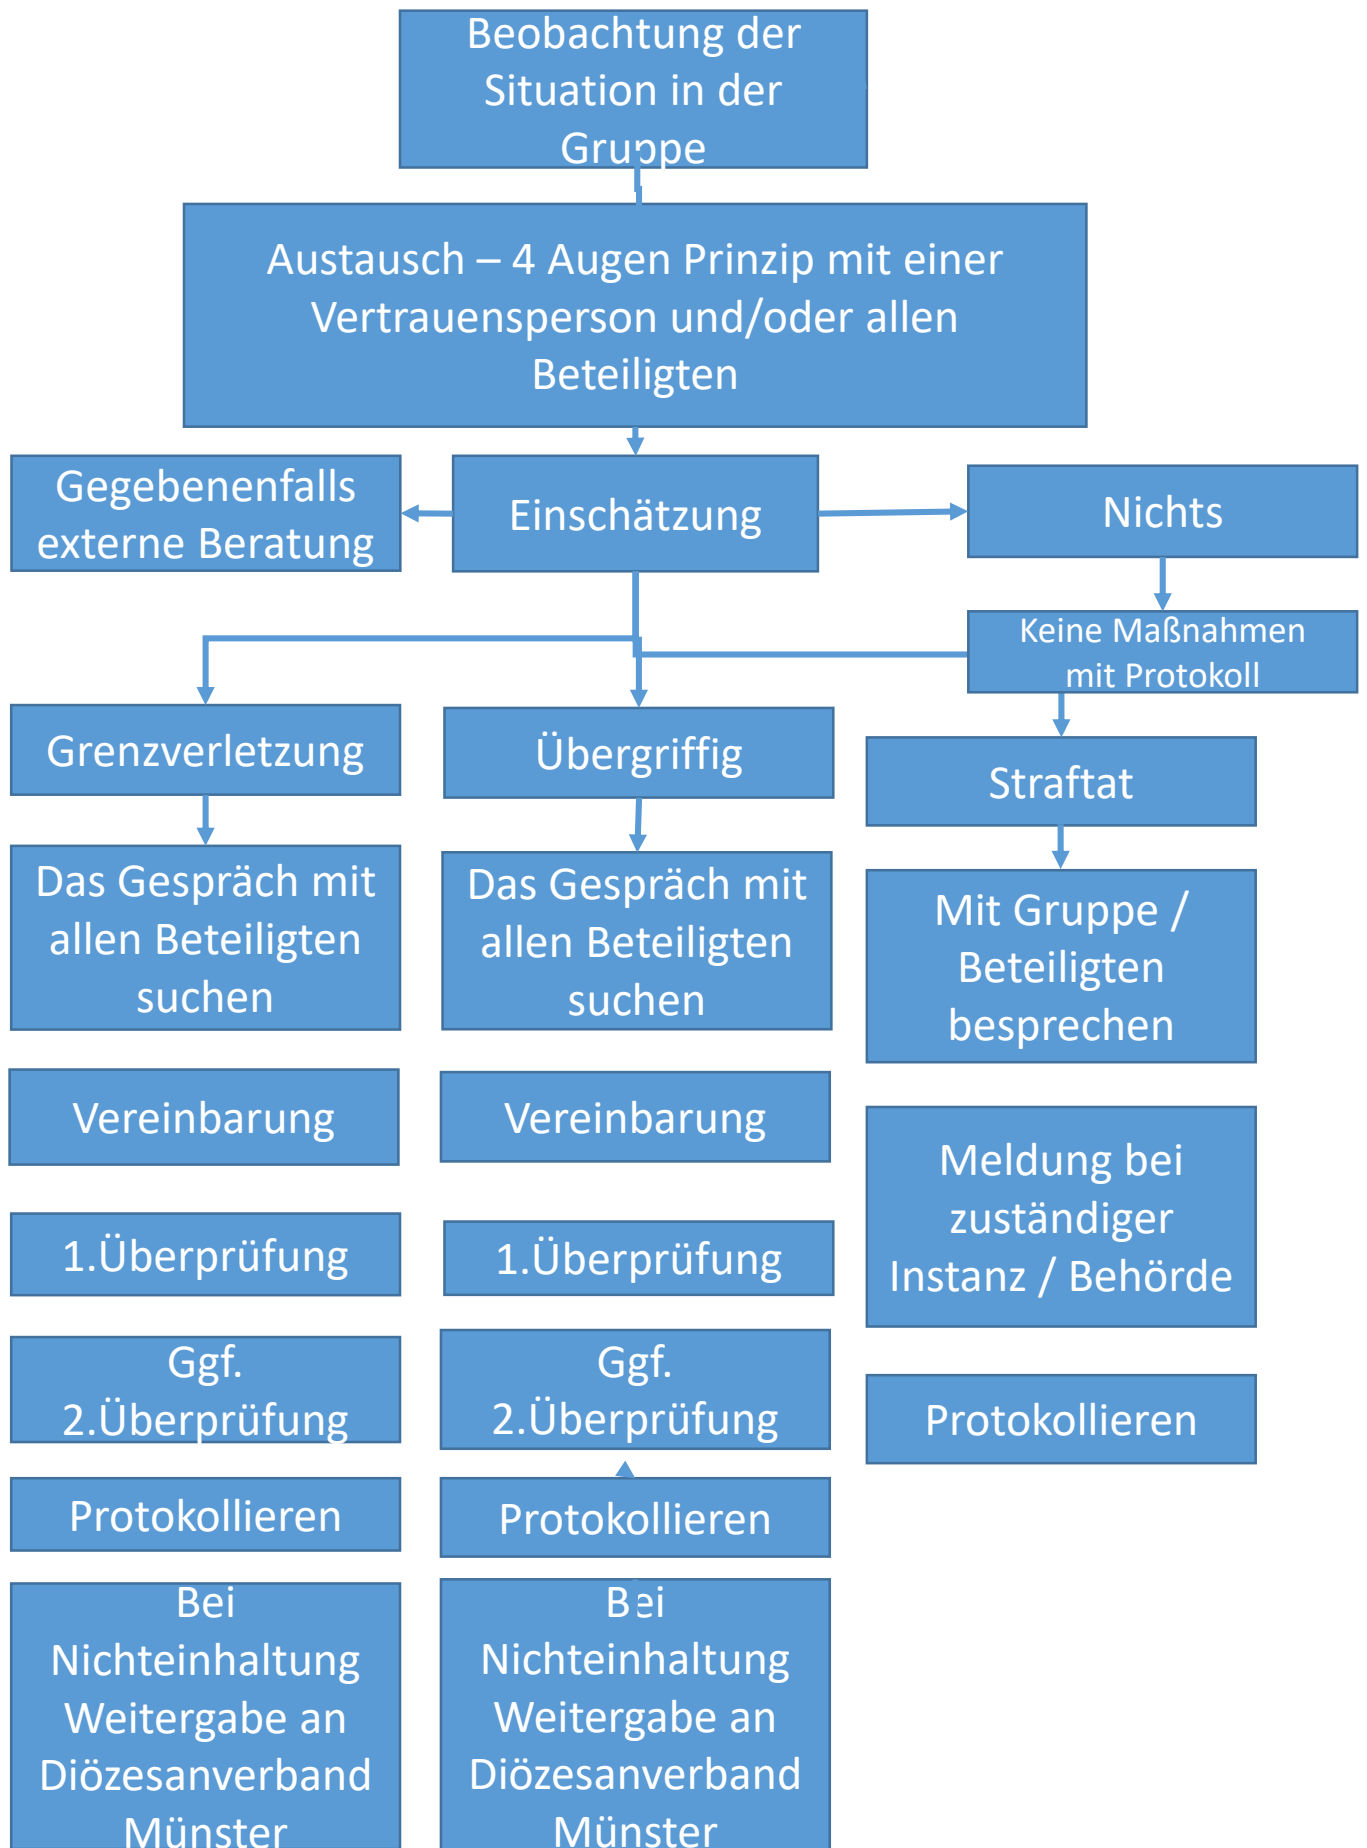 Beobachtung der
Situation in der
Gruppe
Austausch – 4 Augen Prinzip mit einer
Vertrauensperson und/oder allen
Beteiligten
Gegebenenfalls
externe Beratung
Einschätzung
Nichts
Keine Maßnahmen
mit Protokoll
Grenzverletzung
Das Gespräch mit
allen Beteiligten
suchen
Vereinbarung
1.Überprüfung
Ggf.
2.Überprüfung
Protokollieren
Bei
Nichteinhaltung
Weitergabe an
Diözesanverband
Münster
Übergriffig
Das Gespräch mit
allen Beteiligten
suchen
Vereinbarung
1.Überprüfung
Ggf.
2.Überprüfung
Protokollieren
Bei
Nichteinhaltung
Weitergabe an
Diözesanverband
Münster
Straftat
Mit Gruppe /
Beteiligten
besprechen
Meldung bei
zuständiger
Instanz / Behörde
Protokollieren